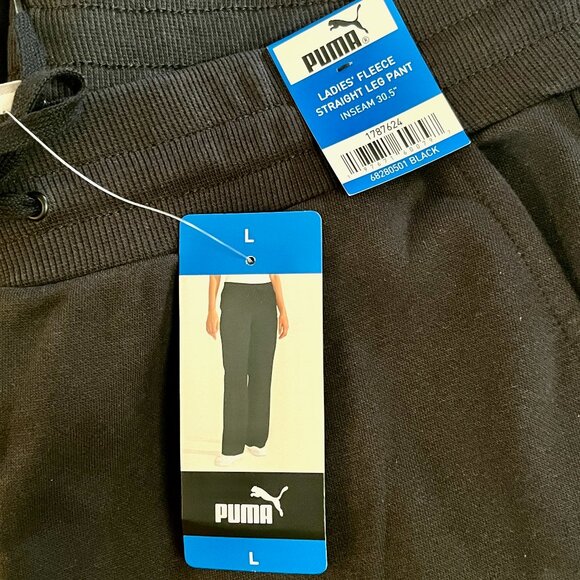 PUMA®
LADIES' FLEECE
STRAIGHT LEG PANT
INSEAM 30.5"
1787624
68280501 BLACK
L
PUMA
L